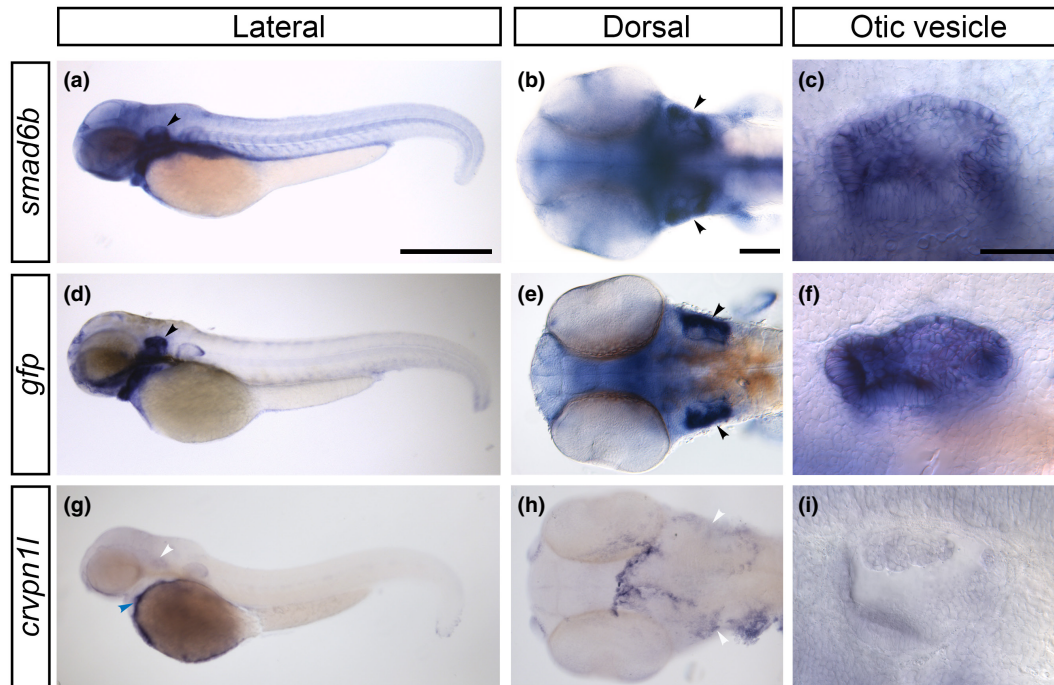 Lateral
Dorsal
Otic vesicle
smad6b
(a)
(b)
(c)
gfp
(d)
(e)
(f)
crvpn1l
(g)
(h)
(i)